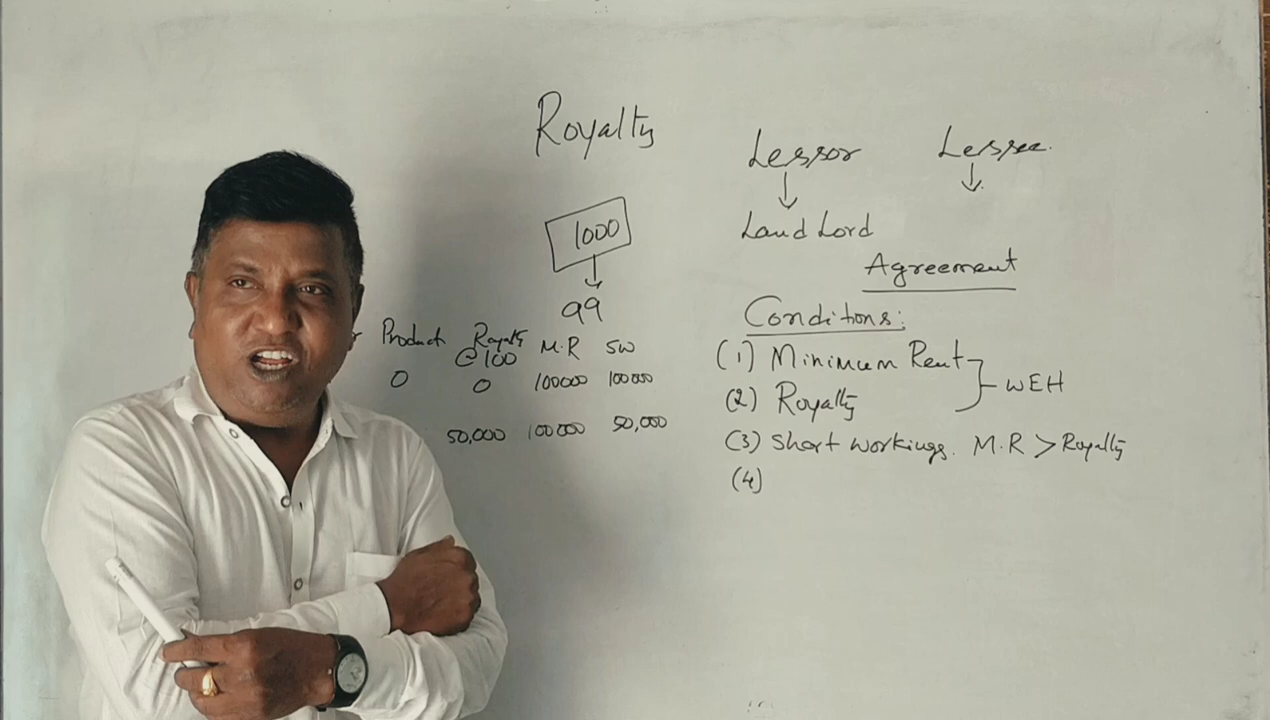 Royalty
Lessor Lessee.
Land Lord
1000
99
Agreement
Conditions:
Product Royalty @ 100 M.R SW
0 0 100000 100000
50,000 100000 50,000
(1) Minimum Rent
(2) Royalty
WEH
(3) Short workings. M.R > Royalty
(4)